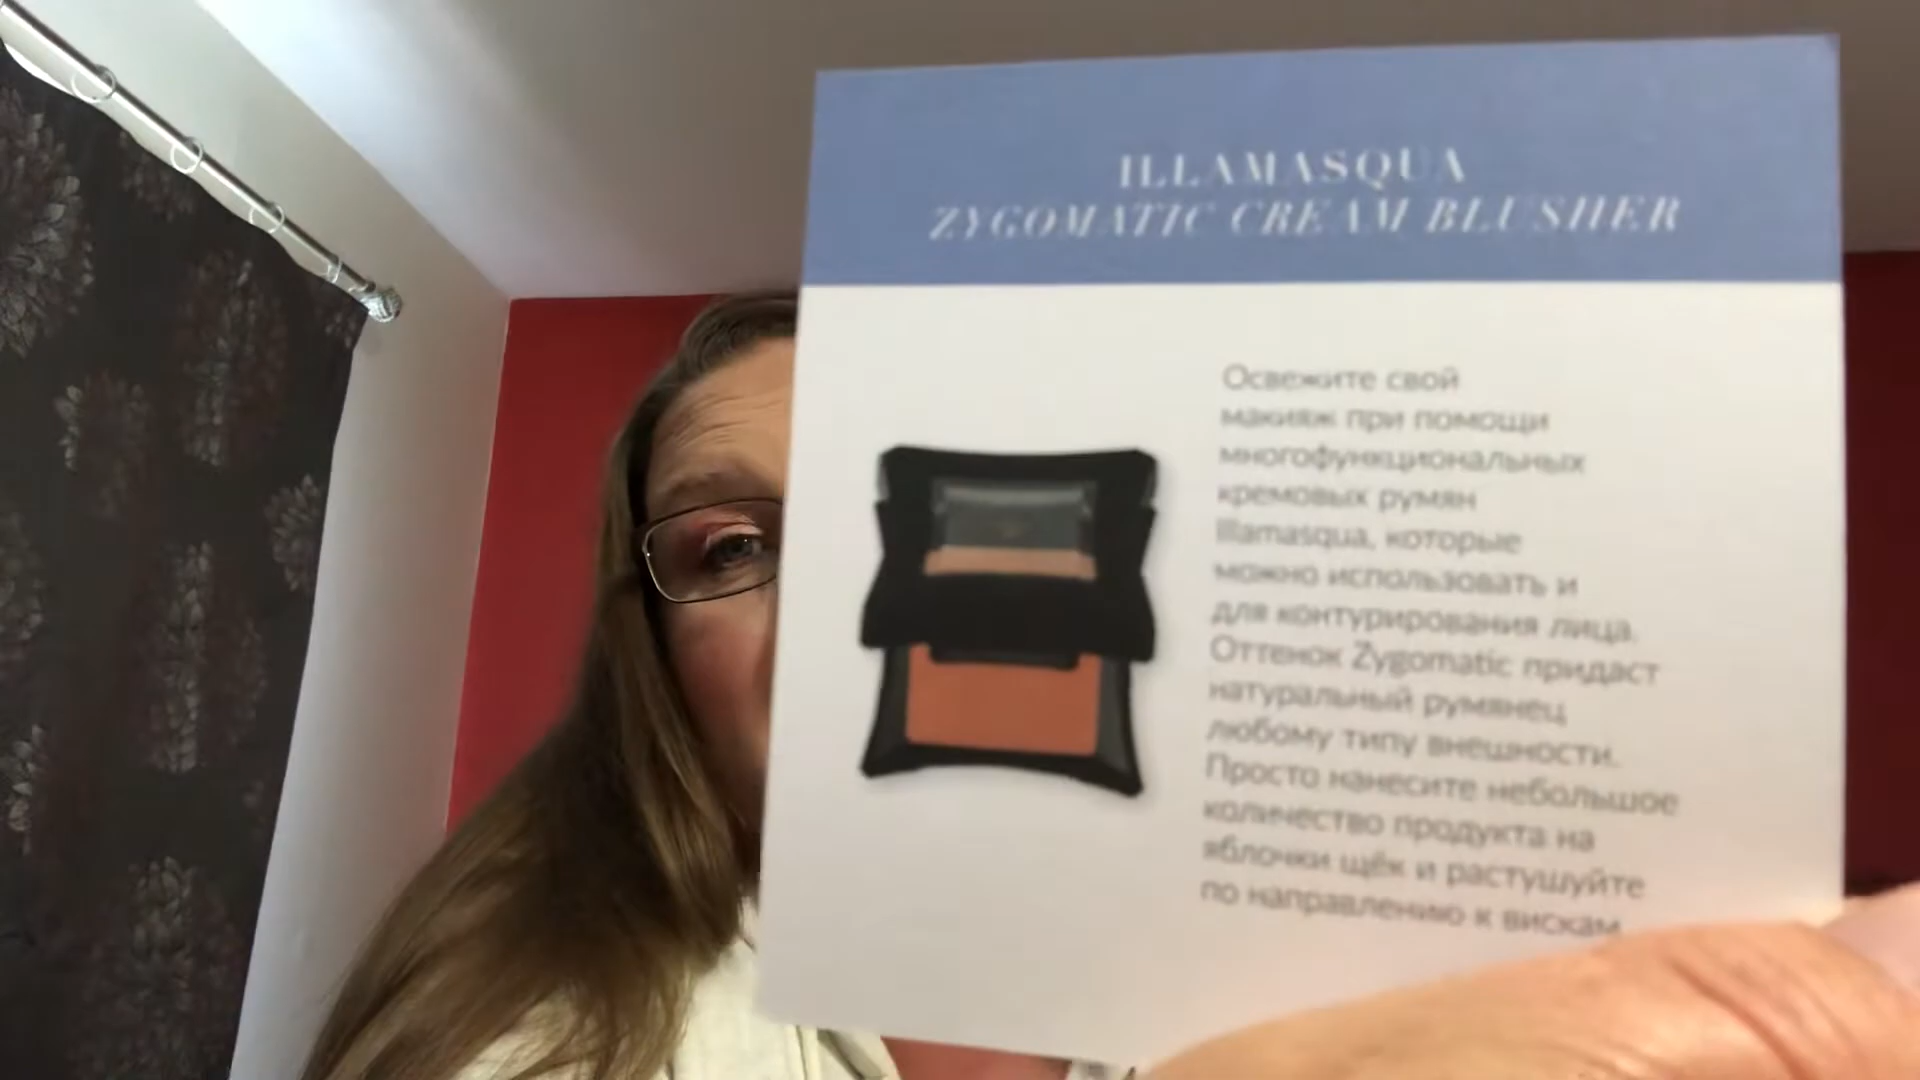 ILLAMASQUA
ZYGOMATIC CREAM BLUSHER
Освежите свой
макияж при помощи
многофункциональных
кремовых румян
Illamasqua, которые
можно использовать и
для контурирования лица.
Оттенок Zygomatic придаст
натуральный румянец
любому типу внешности.
Просто нанесите небольшое
количество продукта на
яблочки щёк и растушуйте
по направлению к вискам